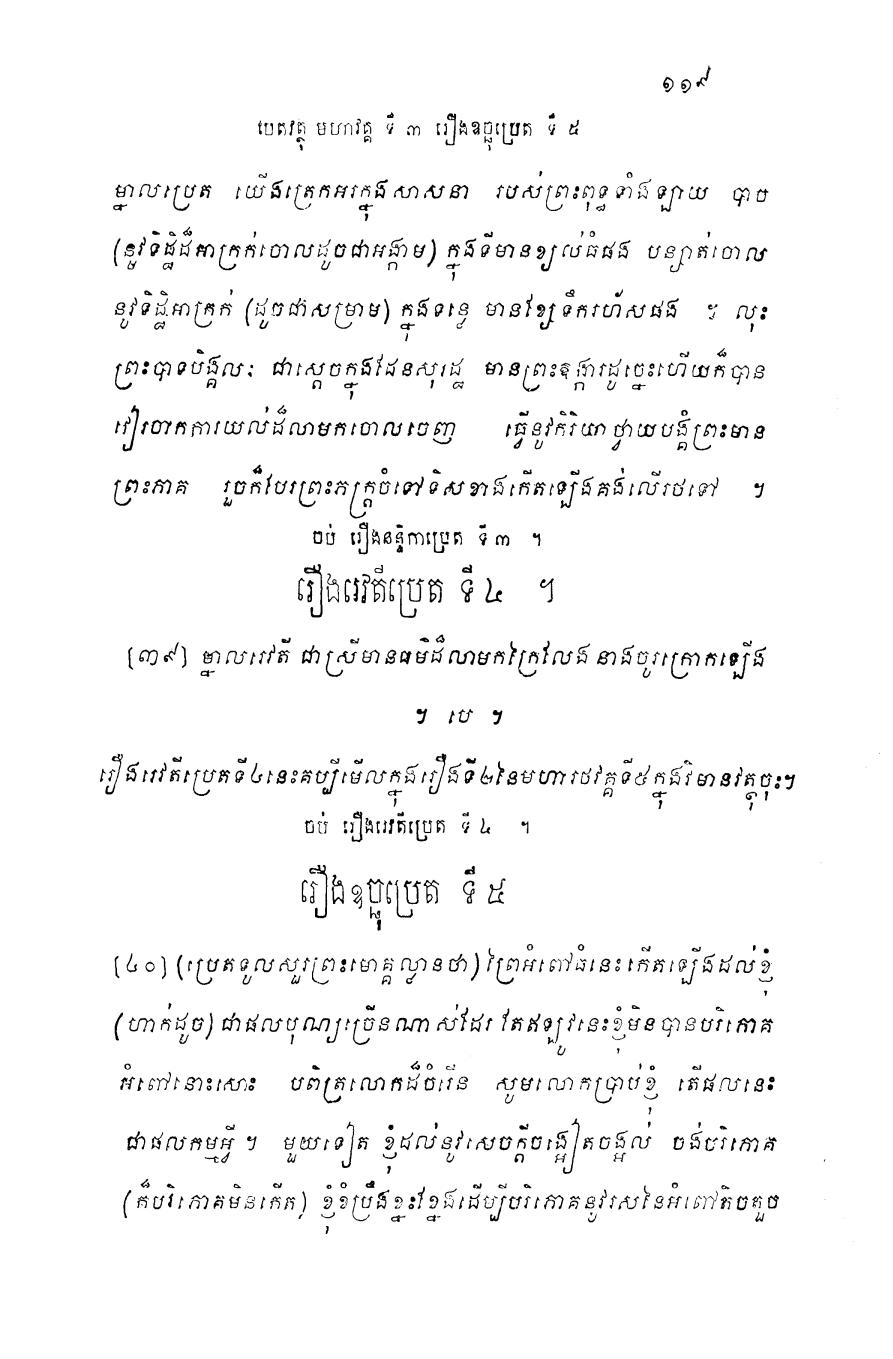 ១១៩
បេតវត្ថុ មហាវគ្គ ទី ៣ រឿងឧច្ឆុប្រេត ទី ៥
ម្នាលប្រេត យើងត្រេកអរក្នុងសាសនា របស់ព្រះពុទ្ធទាំងឡាយ បាច
(នូវទិដ្ឋិដ៏អាក្រក់ចោលដូចជាអង្កាម) ក្នុងទីមានខ្យល់ធំផង បន្សាត់ចោល
នូវទិដ្ឋិអាក្រក់ (ដូចជាសម្រាម) ក្នុងទន្លេ មានខ្សែទឹករហ័សផង ។ លុះ
ព្រះបាទបិង្គលៈ ជាស្តេចក្នុងដែនសុរដ្ឋ មានព្រះឱង្ការដូច្នេះហើយក៏បាន
វៀរចាកការយល់ដ៏លាមកចោលចេញ ធ្វើនូវកិរិយាថ្វាយបង្គំព្រះមាន
ព្រះភាគ រួចក៏បែរព្រះភក្ត្រចំទៅទិសខាងកើតឡើងគង់លើរថទៅ ។
ចប់ រឿងនន្ទិកាប្រេត ទី ៣ ។
រឿងរេវតីប្រេត ទី ៤ ។
[៣៩] ម្នាលរេវតី ជាស្រីមានធម៌ដ៏លាមកក្រៃលែង នាងចូរក្រោកឡើង
។ បេ ។
រឿងរេវតីប្រេតទី៤នេះគប្បីមើលក្នុងរឿងទី២នៃមហារថវគ្គទី៥ក្នុងវិមានវត្ថុចុះ។
ចប់ រឿងរេវតីប្រេត ទី ៤ ។
រឿងឧច្ឆុប្រេត ទី ៥
[៤០] (ប្រេតទូលសួរព្រះមោគ្គល្លានថា) ព្រៃអំពៅធំនេះ កើតឡើងដល់ខ្ញុំ
(ហាក់ដូច) ជាផលបុណ្យច្រើនណាស់ដែរ តែឥឡូវនេះខ្ញុំមិនបានបរិភោគ
អំពៅនោះសោះ បពិត្រលោកដ៏ចំរើន សូមលោកប្រាប់ខ្ញុំ តើផលនេះ
ជាផលកម្មអ្វី ។ មួយទៀត ខ្ញុំដល់នូវសេចក្តីចង្អៀតចង្អល់ ចង់បរិភោគ
(ក៏បរិភោគមិនកើត) ខ្ញុំខំប្រឹងខ្នះខ្នែងដើម្បីបរិភោគនូវរសនៃអំពៅតិចតួច